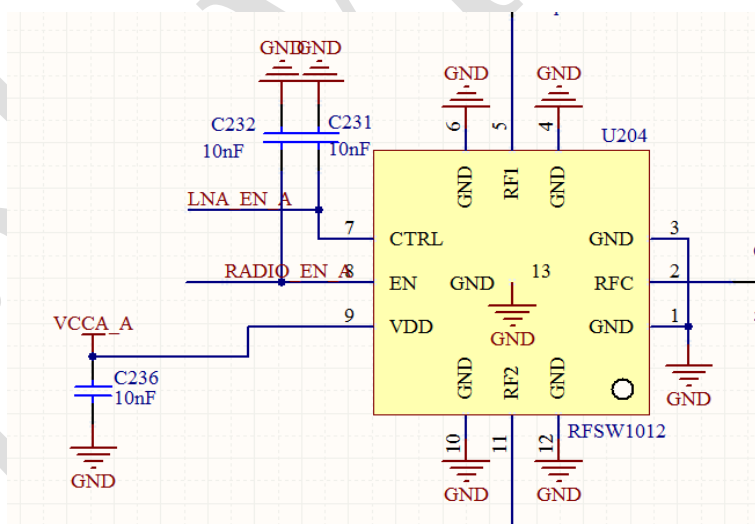 GND GND
GND
GND
C232
C231
10nF
10nF
6
5
4
U204
GND
RF1
GND
LNA_EN_A
7
CTRL
GND
3
RADIO_EN_A
8
EN
GND
13
RFC
2
VCCA_A
9
VDD
GND
GND
1
C236
10nF
GND
RF2
GND
GND
10
11
12
RFSW1012
GND
GND
GND